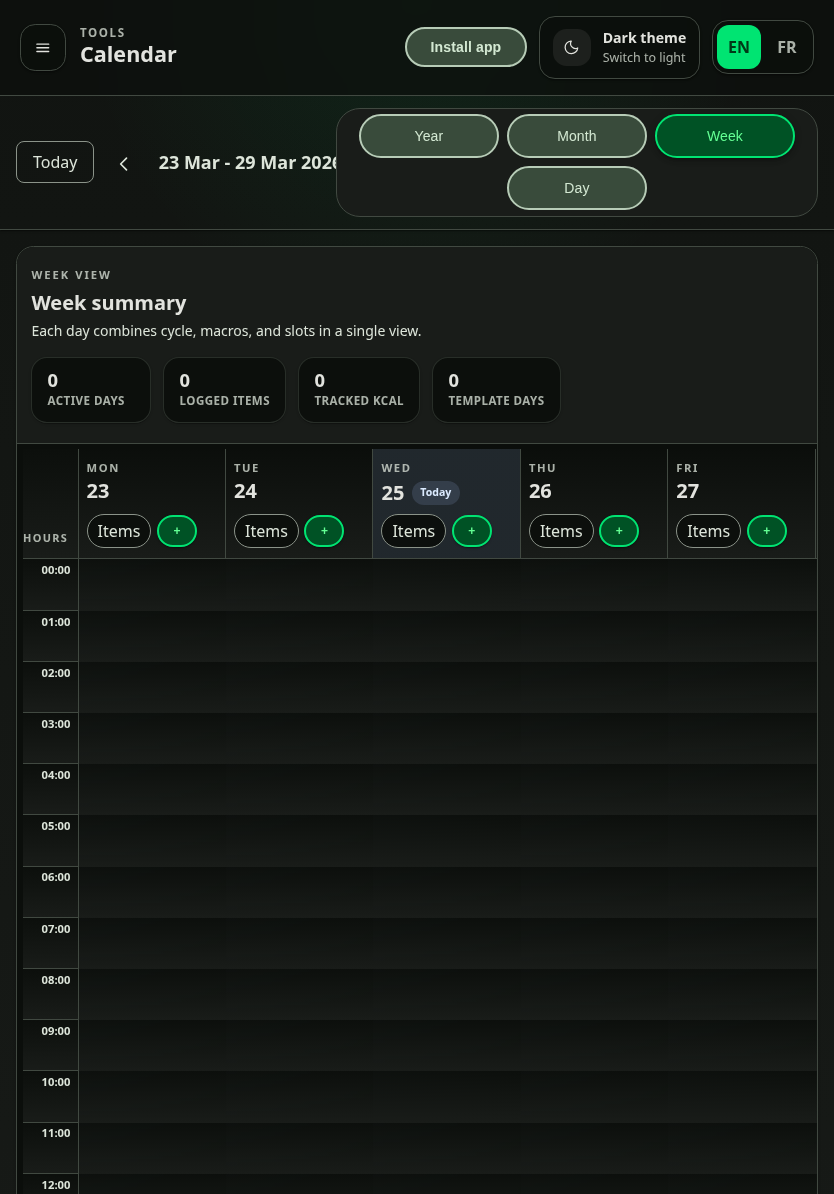 TOOLS
Calendar
Install app
Dark theme
Switch to light
EN
FR
Today
23 Mar - 29 Mar 2026
Year
Month
Week
Day
WEEK VIEW
Week summary
Each day combines cycle, macros, and slots in a single view.
0
ACTIVE DAYS
0
LOGGED ITEMS
0
TRACKED KCAL
0
TEMPLATE DAYS
HOURS
MON
23
Items +
TUE
24
Items +
WED
25 Today
Items +
THU
26
Items +
FRI
27
Items +
00:00
01:00
02:00
03:00
04:00
05:00
06:00
07:00
08:00
09:00
10:00
11:00
12:00